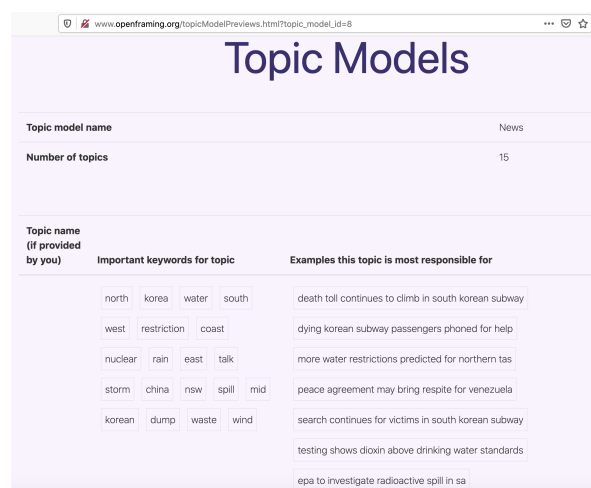 www.openframing.org/topicModelPreviews.html?topic_model_id=8
Topic Models
Topic model name News
Number of topics 15
Topic name
(if provided
by you) Important keywords for topic Examples this topic is most responsible for
north korea water south death toll continues to climb in south korean subway
west restriction coast dying korean subway passengers phoned for help
nuclear rain east talk more water restrictions predicted for northern tas
storm china nsw spill mid peace agreement may bring respite for venezuela
korean dump waste wind search continues for victims in south korean subway
testing shows dioxin above drinking water standards
epa to investigate radioactive spill in sa